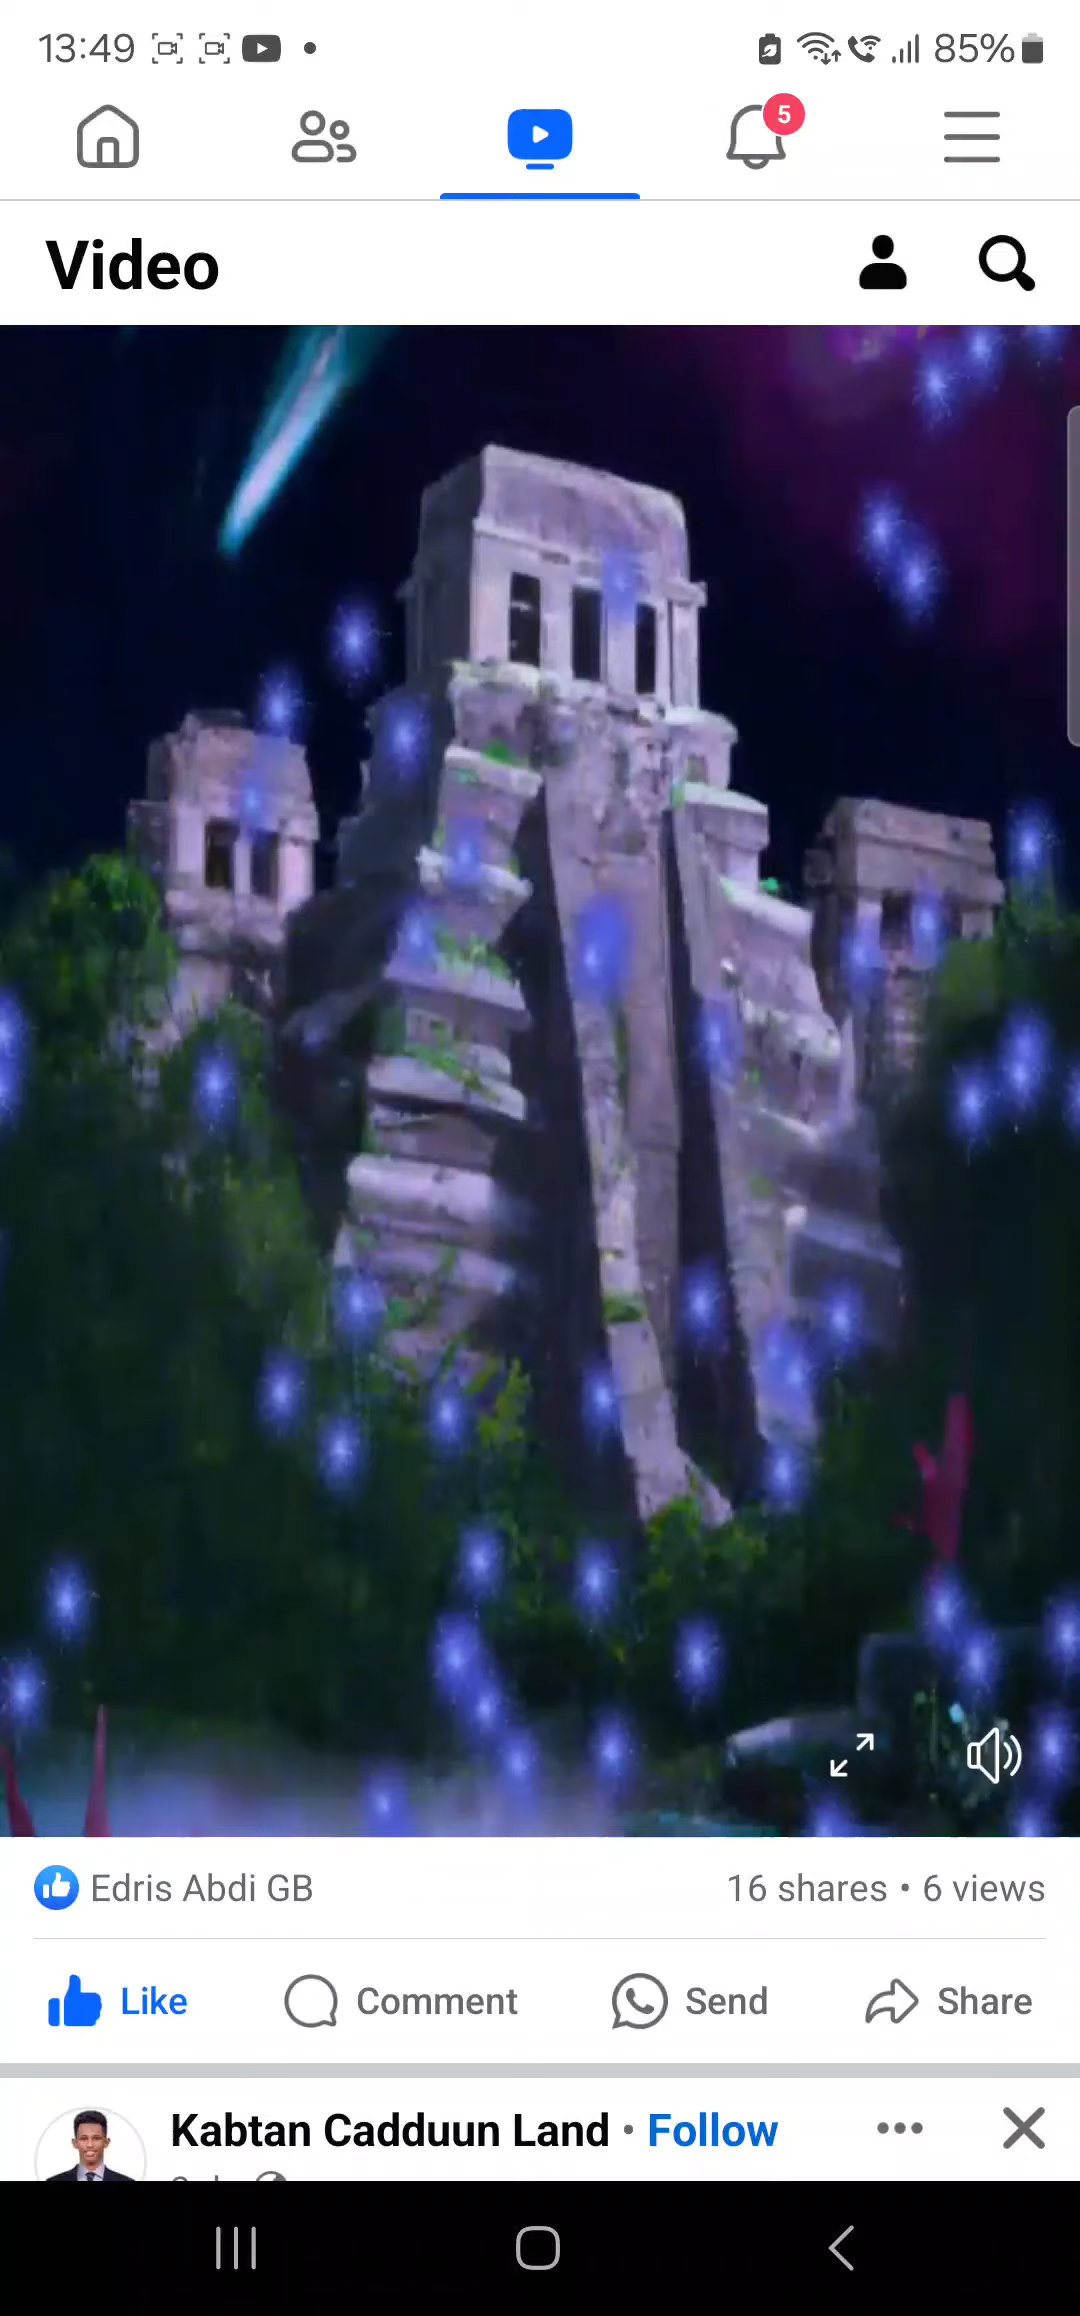 13:49 85%
5
Video
Edris Abdi GB 16 shares • 6 views
Like Comment Send Share
Kabtan Cadduun Land • Follow